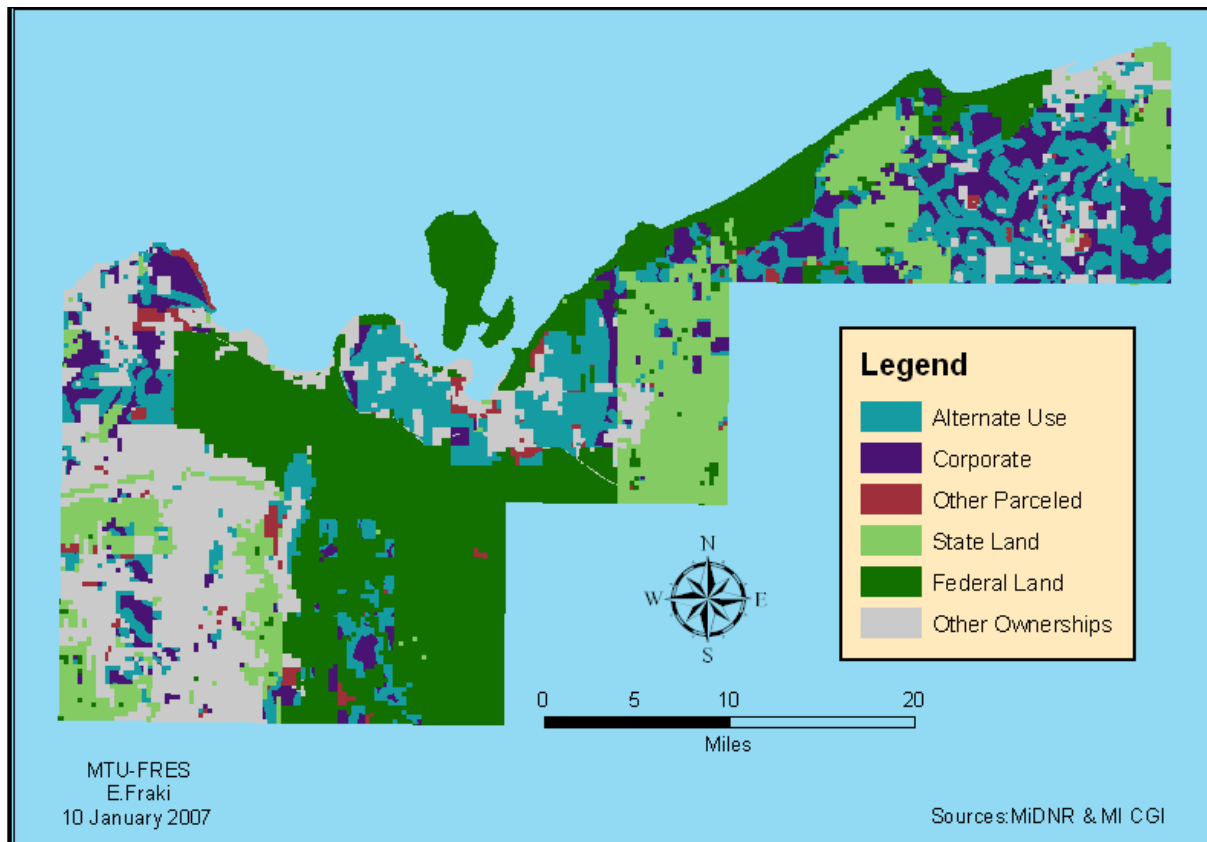 Legend
Alternate Use
Corporate
Other Parceled
State Land
Federal Land
Other Ownerships
N
W E
S
0 5 10 20
Miles
MTU-FRES
E.Fraki
10 January 2007
Sources:MiDNR & MI CGI